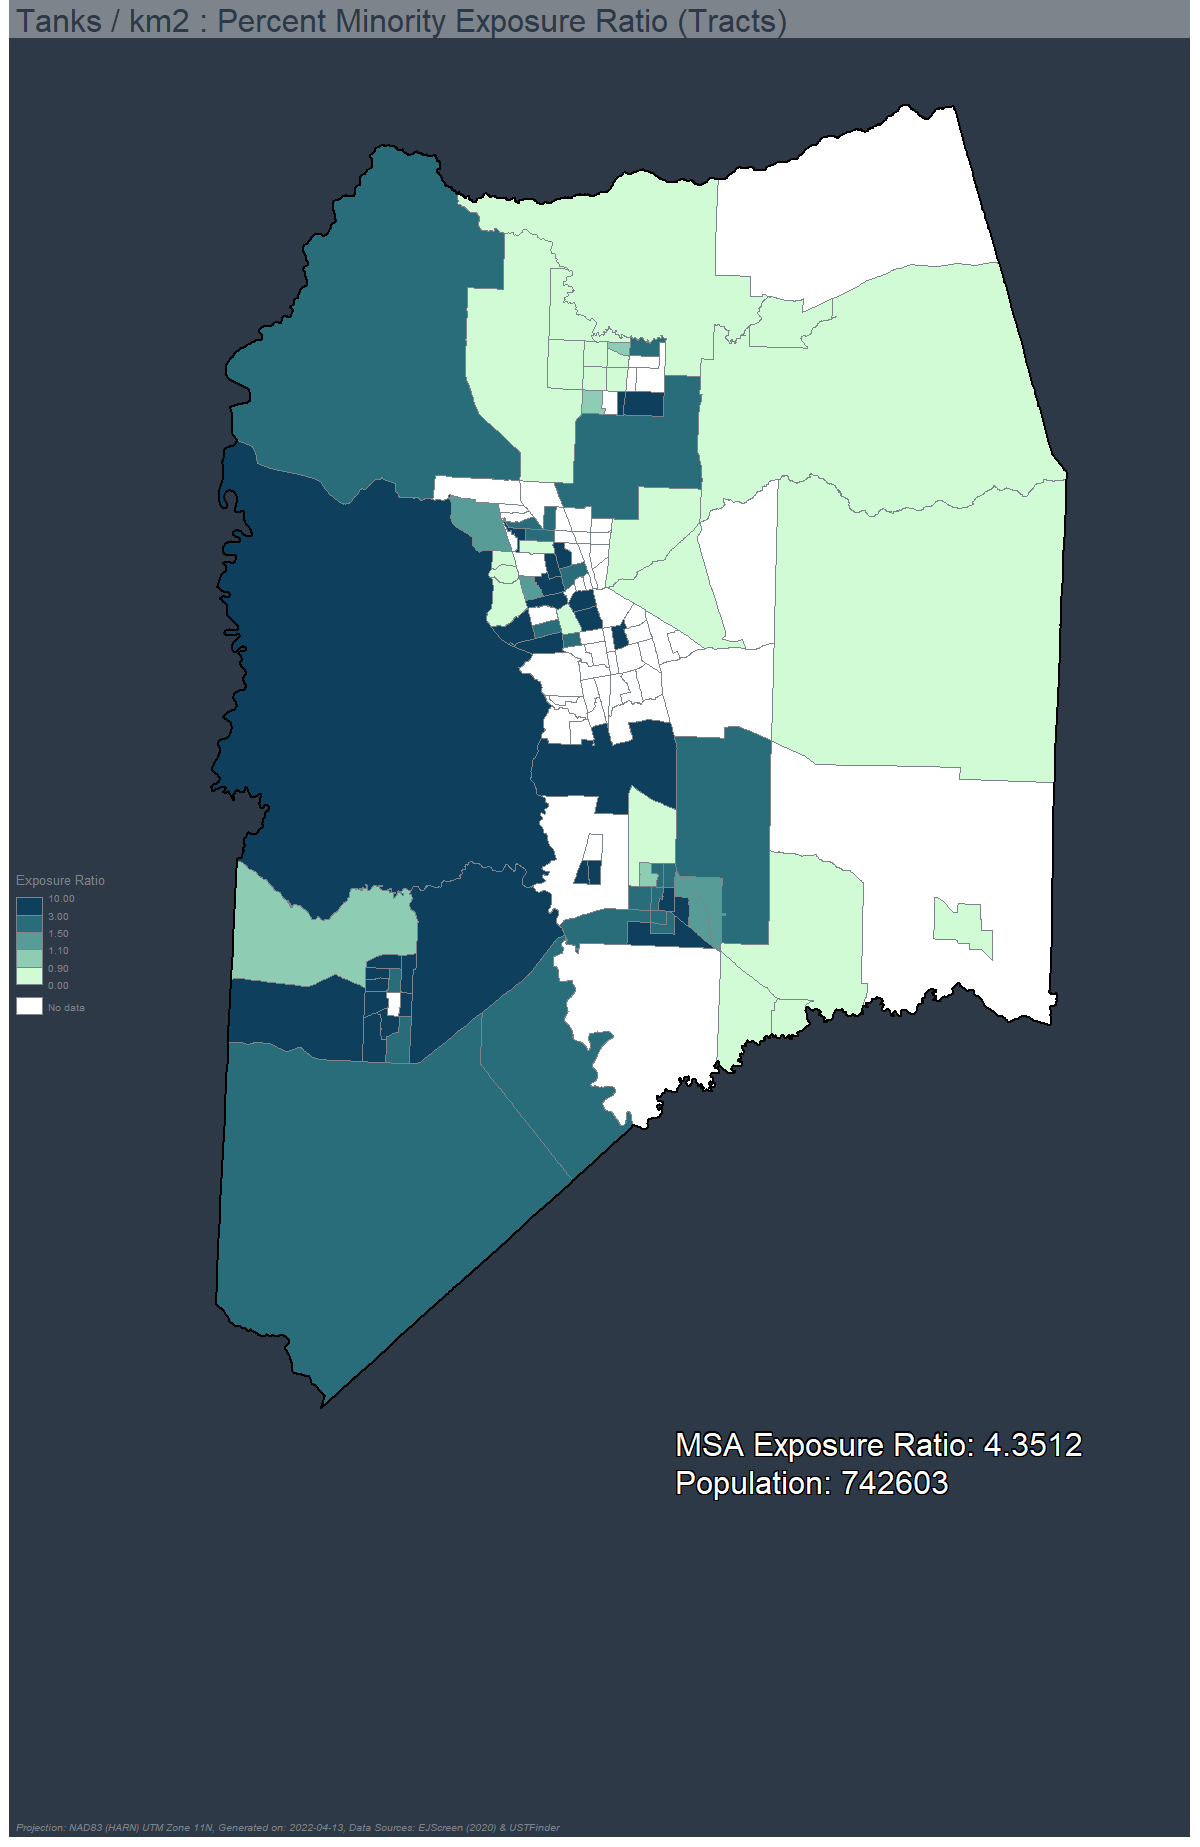 Tanks / km2 : Percent Minority Exposure Ratio (Tracts)
Exposure Ratio
10.00
3.00
1.50
1.10
0.90
0.00
No data
MSA Exposure Ratio: 4.3512
Population: 742603
Projection: NAD83 (HARN) UTM Zone 11N, Generated on: 2022-04-13, Data Sources: EJScreen (2020) & USTFinder